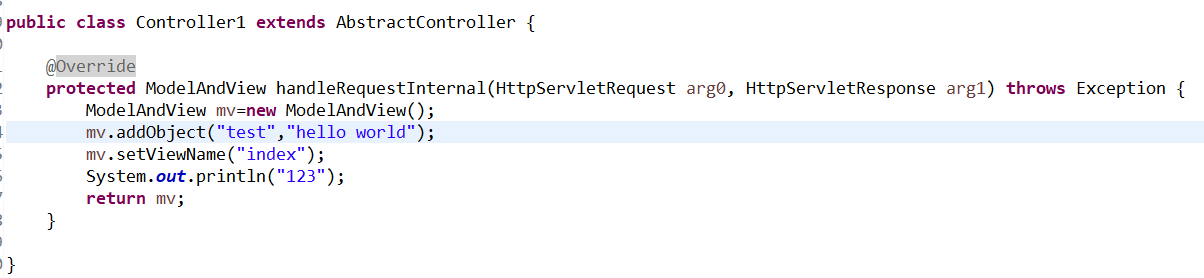 public class Controller1 extends AbstractController {
@Override
protected ModelAndView handleRequestInternal(HttpServletRequest arg0, HttpServletResponse arg1) throws Exception {
ModelAndView mv=new ModelAndView();
mv.addObject("test","hello world");
mv.setViewName("index");
System.out.println("123");
return mv;
}
}